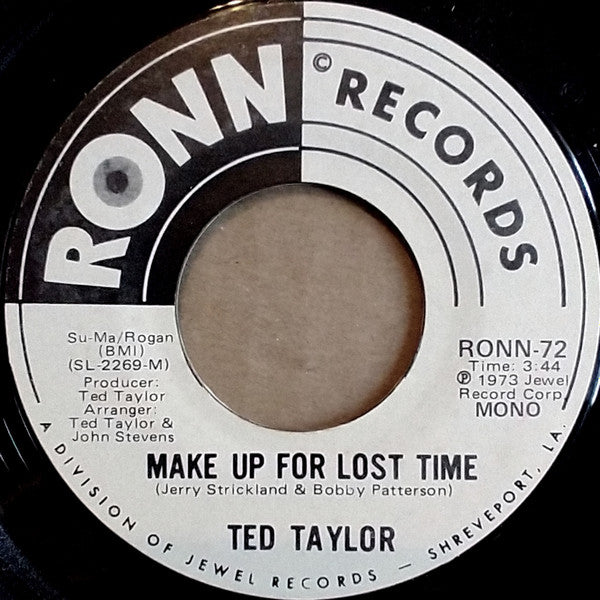 RONN © RECORDS
Su-Ma/Rogan
(BMI)
(SL-2269-M)
Producer:
Ted Taylor
Arranger:
Ted Taylor &
John Stevens
RONN-72
Time: 3:44
℗ 1973 Jewel
Record Corp.
MONO
MAKE UP FOR LOST TIME
(Jerry Strickland & Bobby Patterson)
TED TAYLOR
A DIVISION OF JEWEL RECORDS — SHREVEPORT, LA.